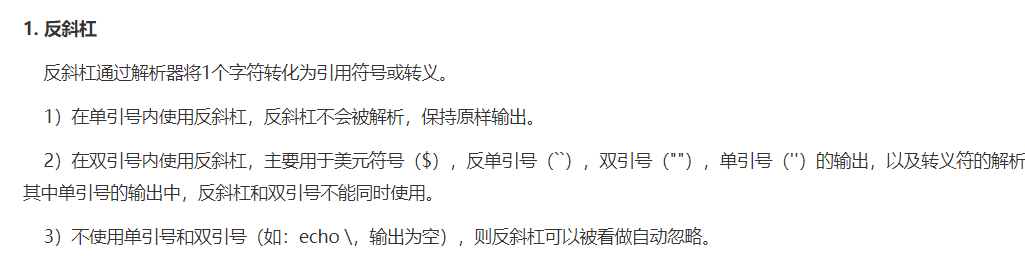 1. 反斜杠
反斜杠通过解析器将1个字符转化为引用符号或转义。
1）在单引号内使用反斜杠，反斜杠不会被解析，保持原样输出。
2）在双引号内使用反斜杠，主要用于美元符号（$），反单引号（``），双引号（""），单引号（''）的输出，以及转义符的解析
其中单引号的输出中，反斜杠和双引号不能同时使用。
3）不使用单引号和双引号（如：echo \，输出为空），则反斜杠可以被看做自动忽略。